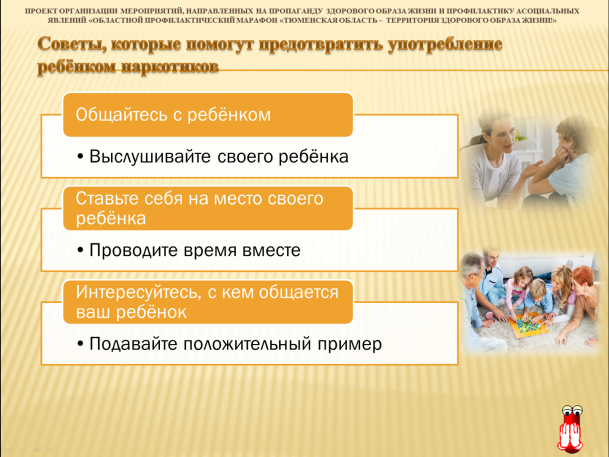 ПРОЕКТ ОРГАНИЗАЦИИ МЕРОПРИЯТИЙ, НАПРАВЛЕННЫХ НА ПРОПАГАНДУ ЗДОРОВОГО ОБРАЗА ЖИЗНИ И ПРОФИЛАКТИКУ АСОЦИАЛЬНЫХ
ЯВЛЕНИЙ «ОБЛАСТНОЙ ПРОФИЛАКТИЧЕСКИЙ МАРАФОН «ТЮМЕНСКАЯ ОБЛАСТЬ – ТЕРРИТОРИЯ ЗДОРОВОГО ОБРАЗА ЖИЗНИ!»
Советы, которые помогут предотвратить употребление
ребёнком наркотиков
Общайтесь с ребёнком
• Выслушивайте своего ребёнка
Ставьте себя на место своего
ребёнка
• Проводите время вместе
Интересуйтесь, с кем общается
ваш ребёнок
• Подавайте положительный пример